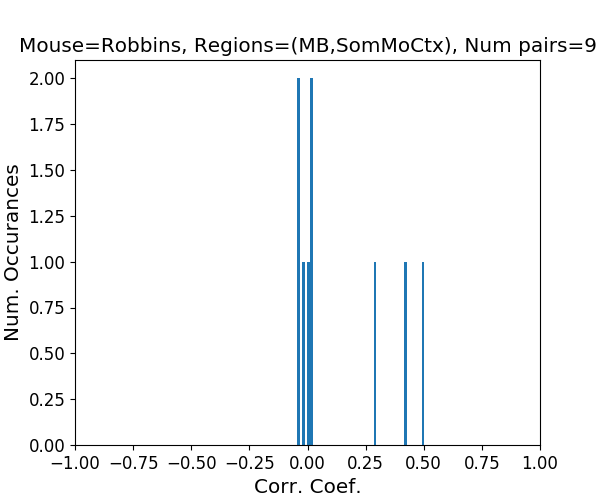 Mouse=Robbins, Regions=(MB,SomMoCtx), Num pairs=9
Num. Occurances
2.00
1.75
1.50
1.25
1.00
0.75
0.50
0.25
0.00
−1.00 −0.75 −0.50 −0.25 0.00 0.25 0.50 0.75 1.00
Corr. Coef.